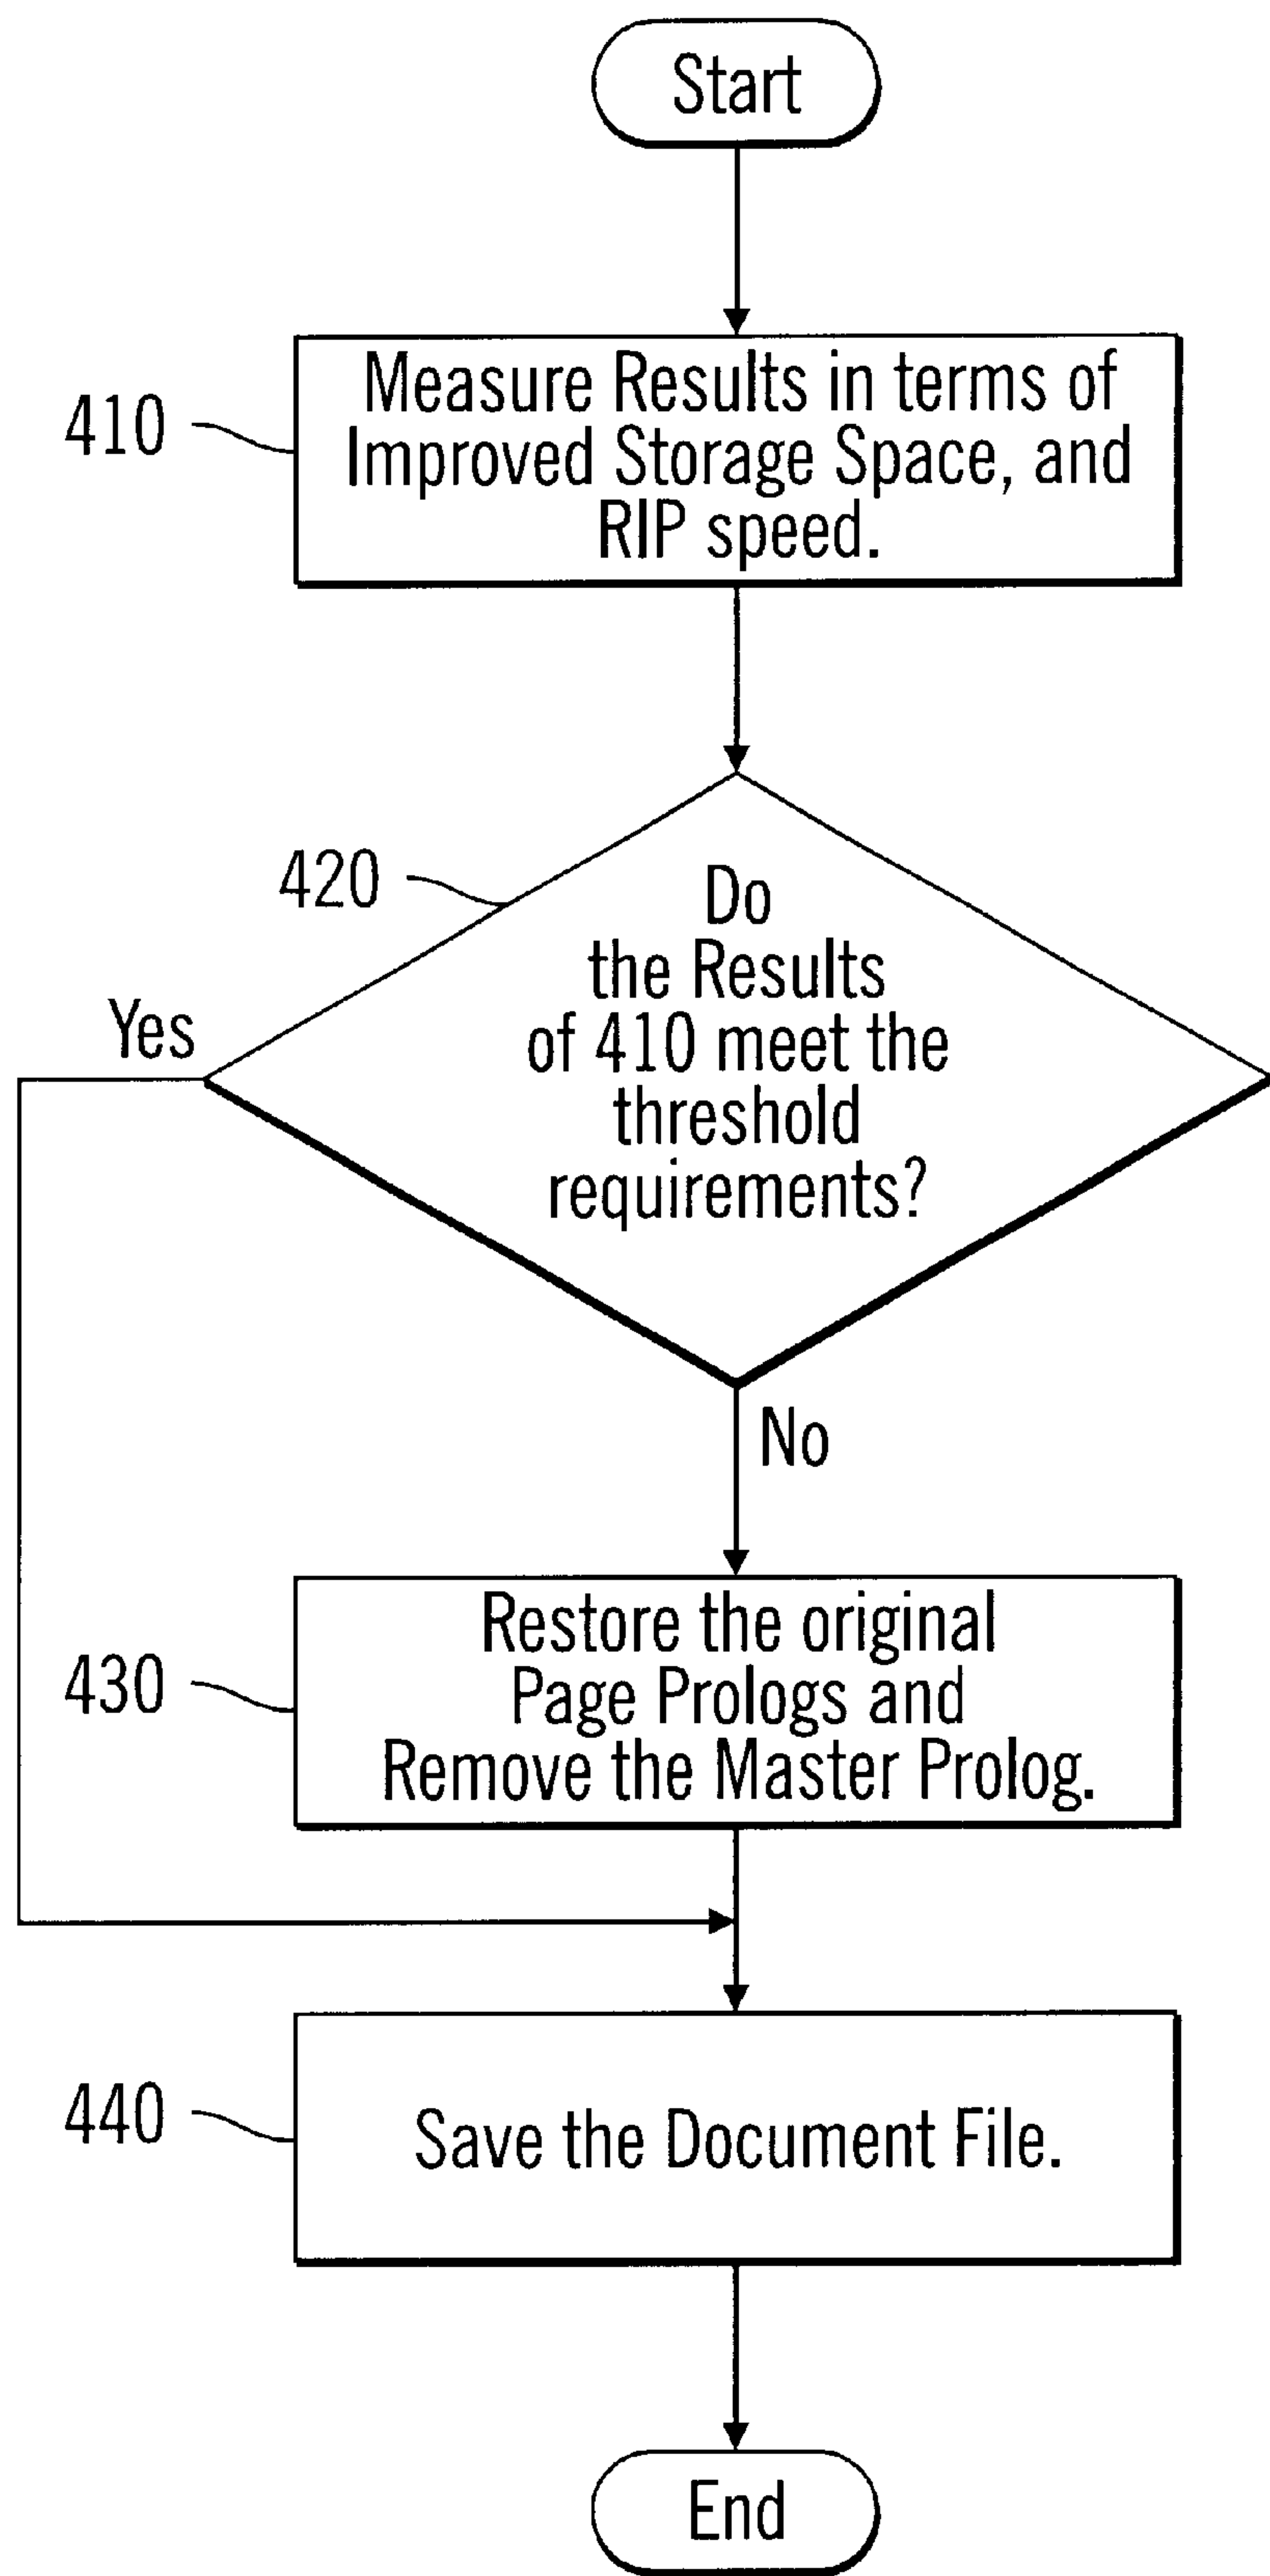 Start
410
Measure Results in terms of
Improved Storage Space, and
RIP speed.
420
Do
the Results
of 410 meet the
threshold
requirements?
Yes
No
430
Restore the original
Page Prologs and
Remove the Master Prolog.
440
Save the Document File.
End